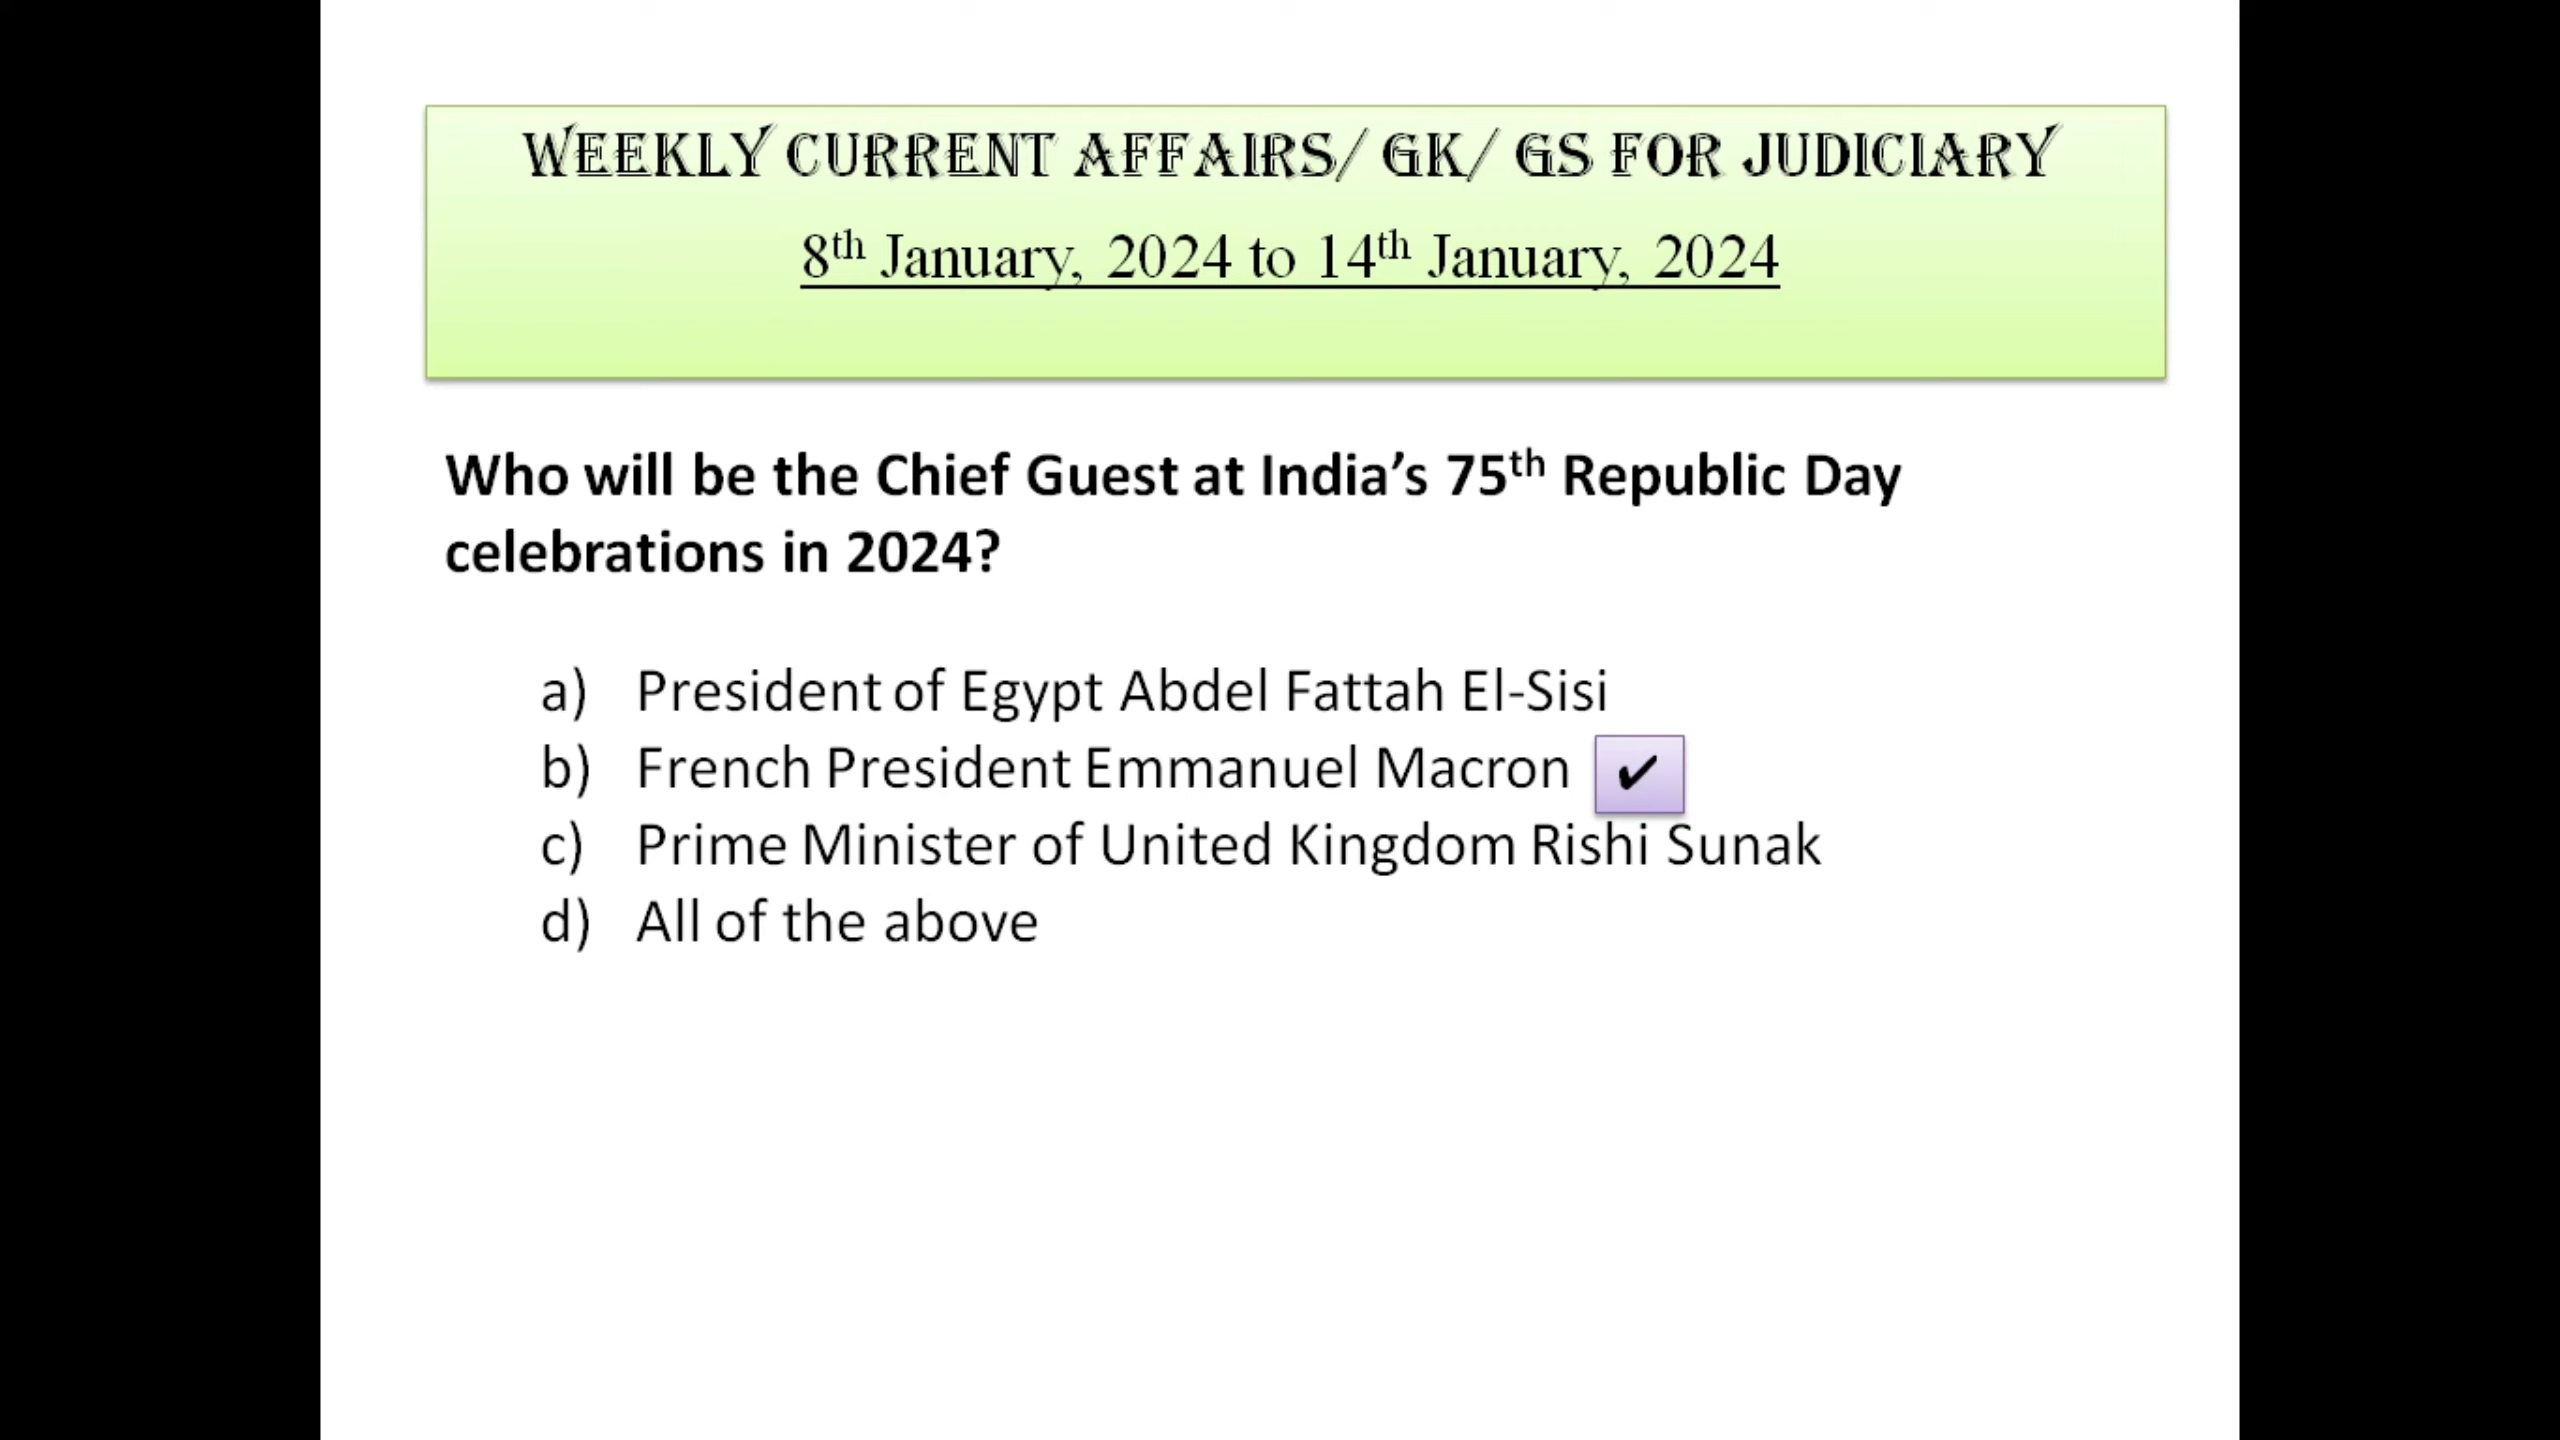 WEEKLY CURRENT AFFAIRS/ GK/ GS FOR JUDICIARY
8th January, 2024 to 14th January, 2024
Who will be the Chief Guest at India’s 75th Republic Day
celebrations in 2024?
a) President of Egypt Abdel Fattah El-Sisi
b) French President Emmanuel Macron ✔
c) Prime Minister of United Kingdom Rishi Sunak
d) All of the above